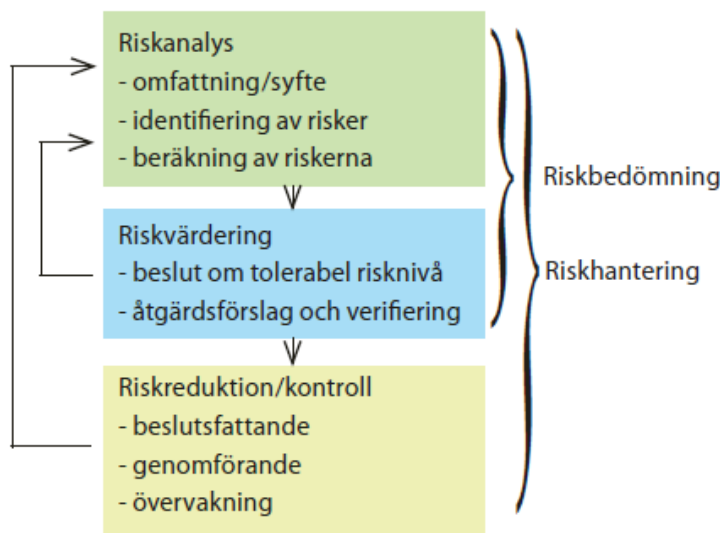 Riskanalys
- omfattning/syfte
- identifiering av risker
- beräkning av riskerna
Riskbedömning
Riskvärdering
- beslut om tolerabel risknivå
- åtgärdsförslag och verifiering
Riskhantering
Riskreduktion/kontroll
- beslutsfattande
- genomförande
- övervakning